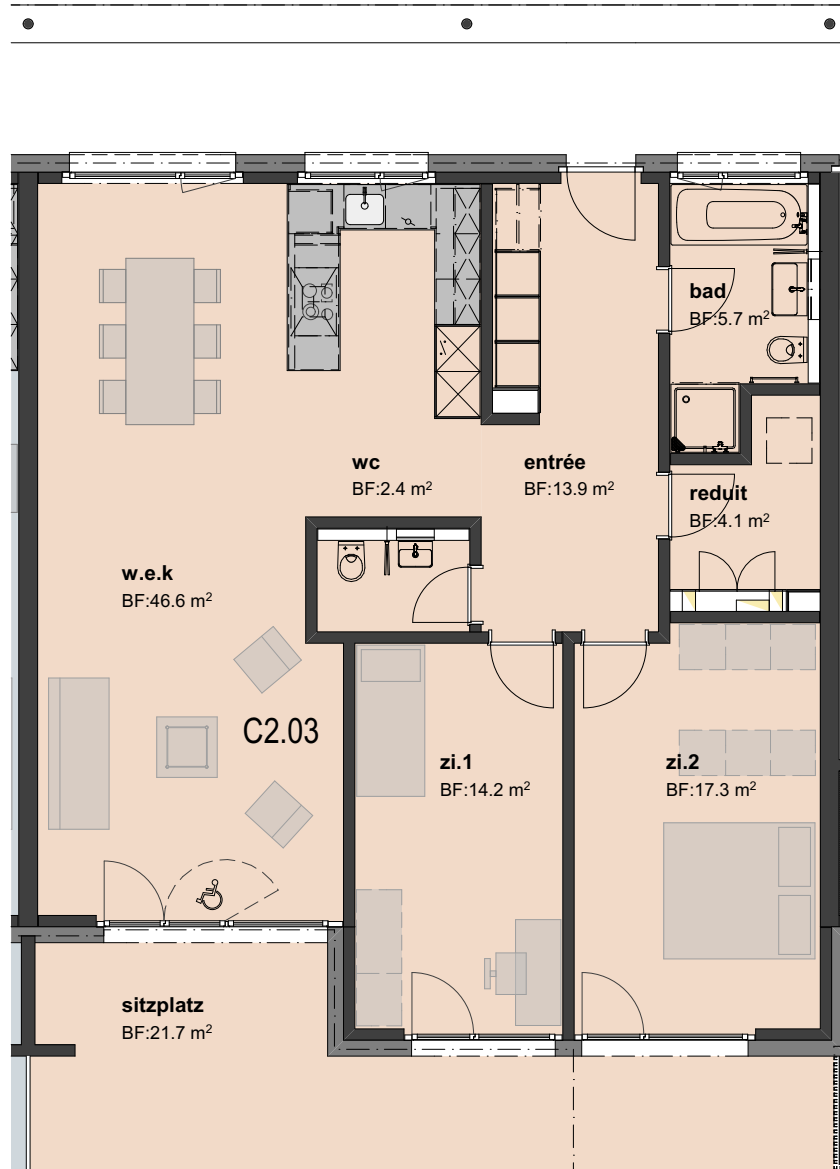 bad
BF:5.7 m²
wc
BF:2.4 m²
entrée
BF:13.9 m²
reduit
BF:4.1 m²
w.e.k
BF:46.6 m²
C2.03
zi.1
BF:14.2 m²
zi.2
BF:17.3 m²
sitzplatz
BF:21.7 m²